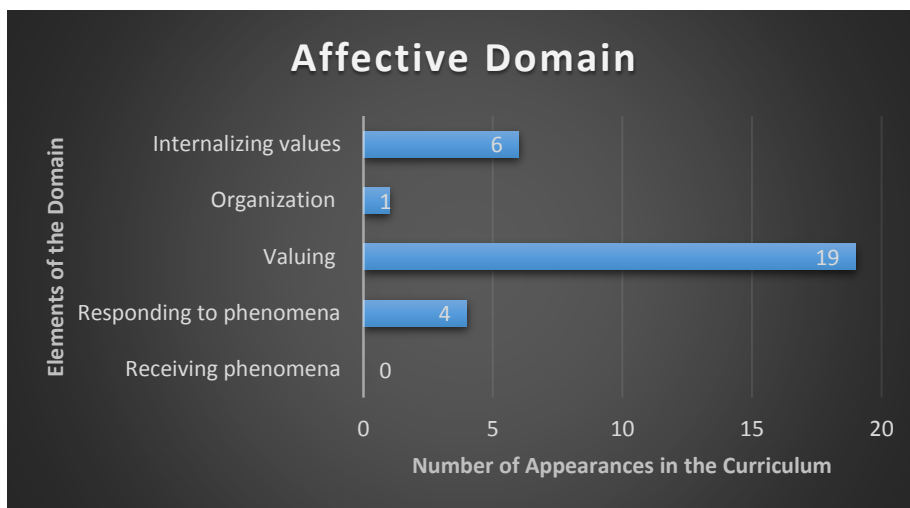 Affective Domain
Elements of the Domain
Internalizing values
6
Organization
1
Valuing
19
Responding to phenomena
4
Receiving phenomena
0
0 5 10 15 20
Number of Appearances in the Curriculum